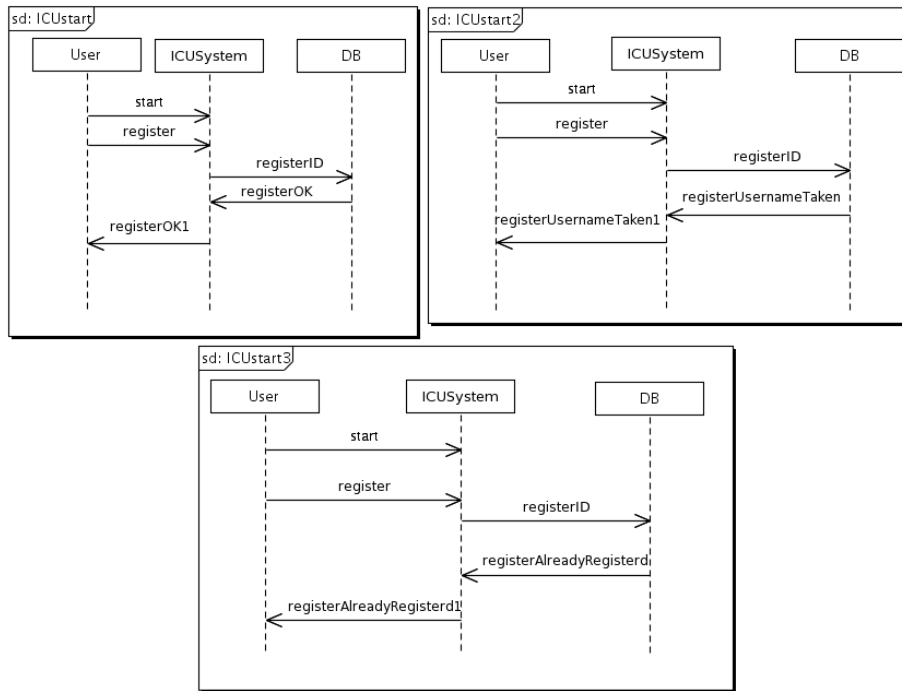 sd: ICUstart
User
ICUSystem
DB
start
register
registerID
registerOK
registerOK1
sd: ICUstart2
User
ICUSystem
DB
start
register
registerID
registerUsernameTaken
registerUsernameTaken1
sd: ICUstart3
User
ICUSystem
DB
start
register
registerID
registerAlreadyRegisterd
registerAlreadyRegisterd1